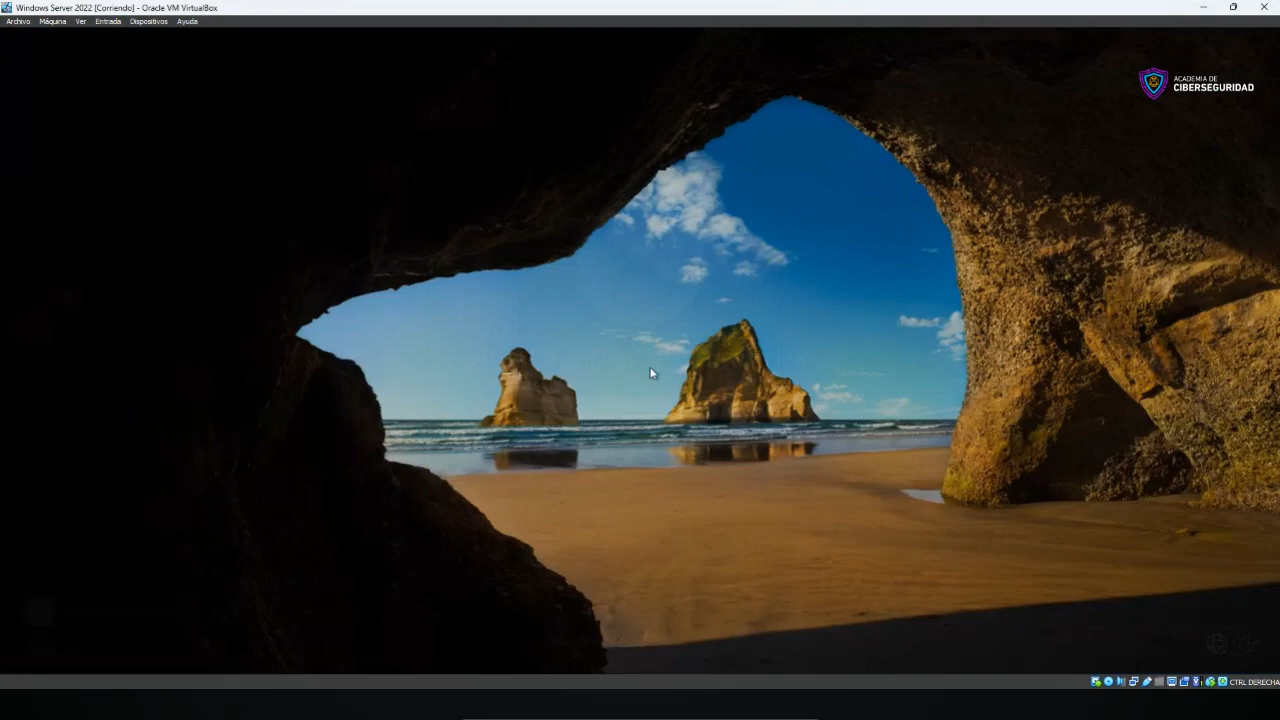 Windows Server 2022 [Corriendo] - Oracle VM VirtualBox
Archivo Máquina Ver Entrada Dispositivos Ayuda
ACADEMIA DE
CIBERSEGURIDAD
CTRL DERECHA